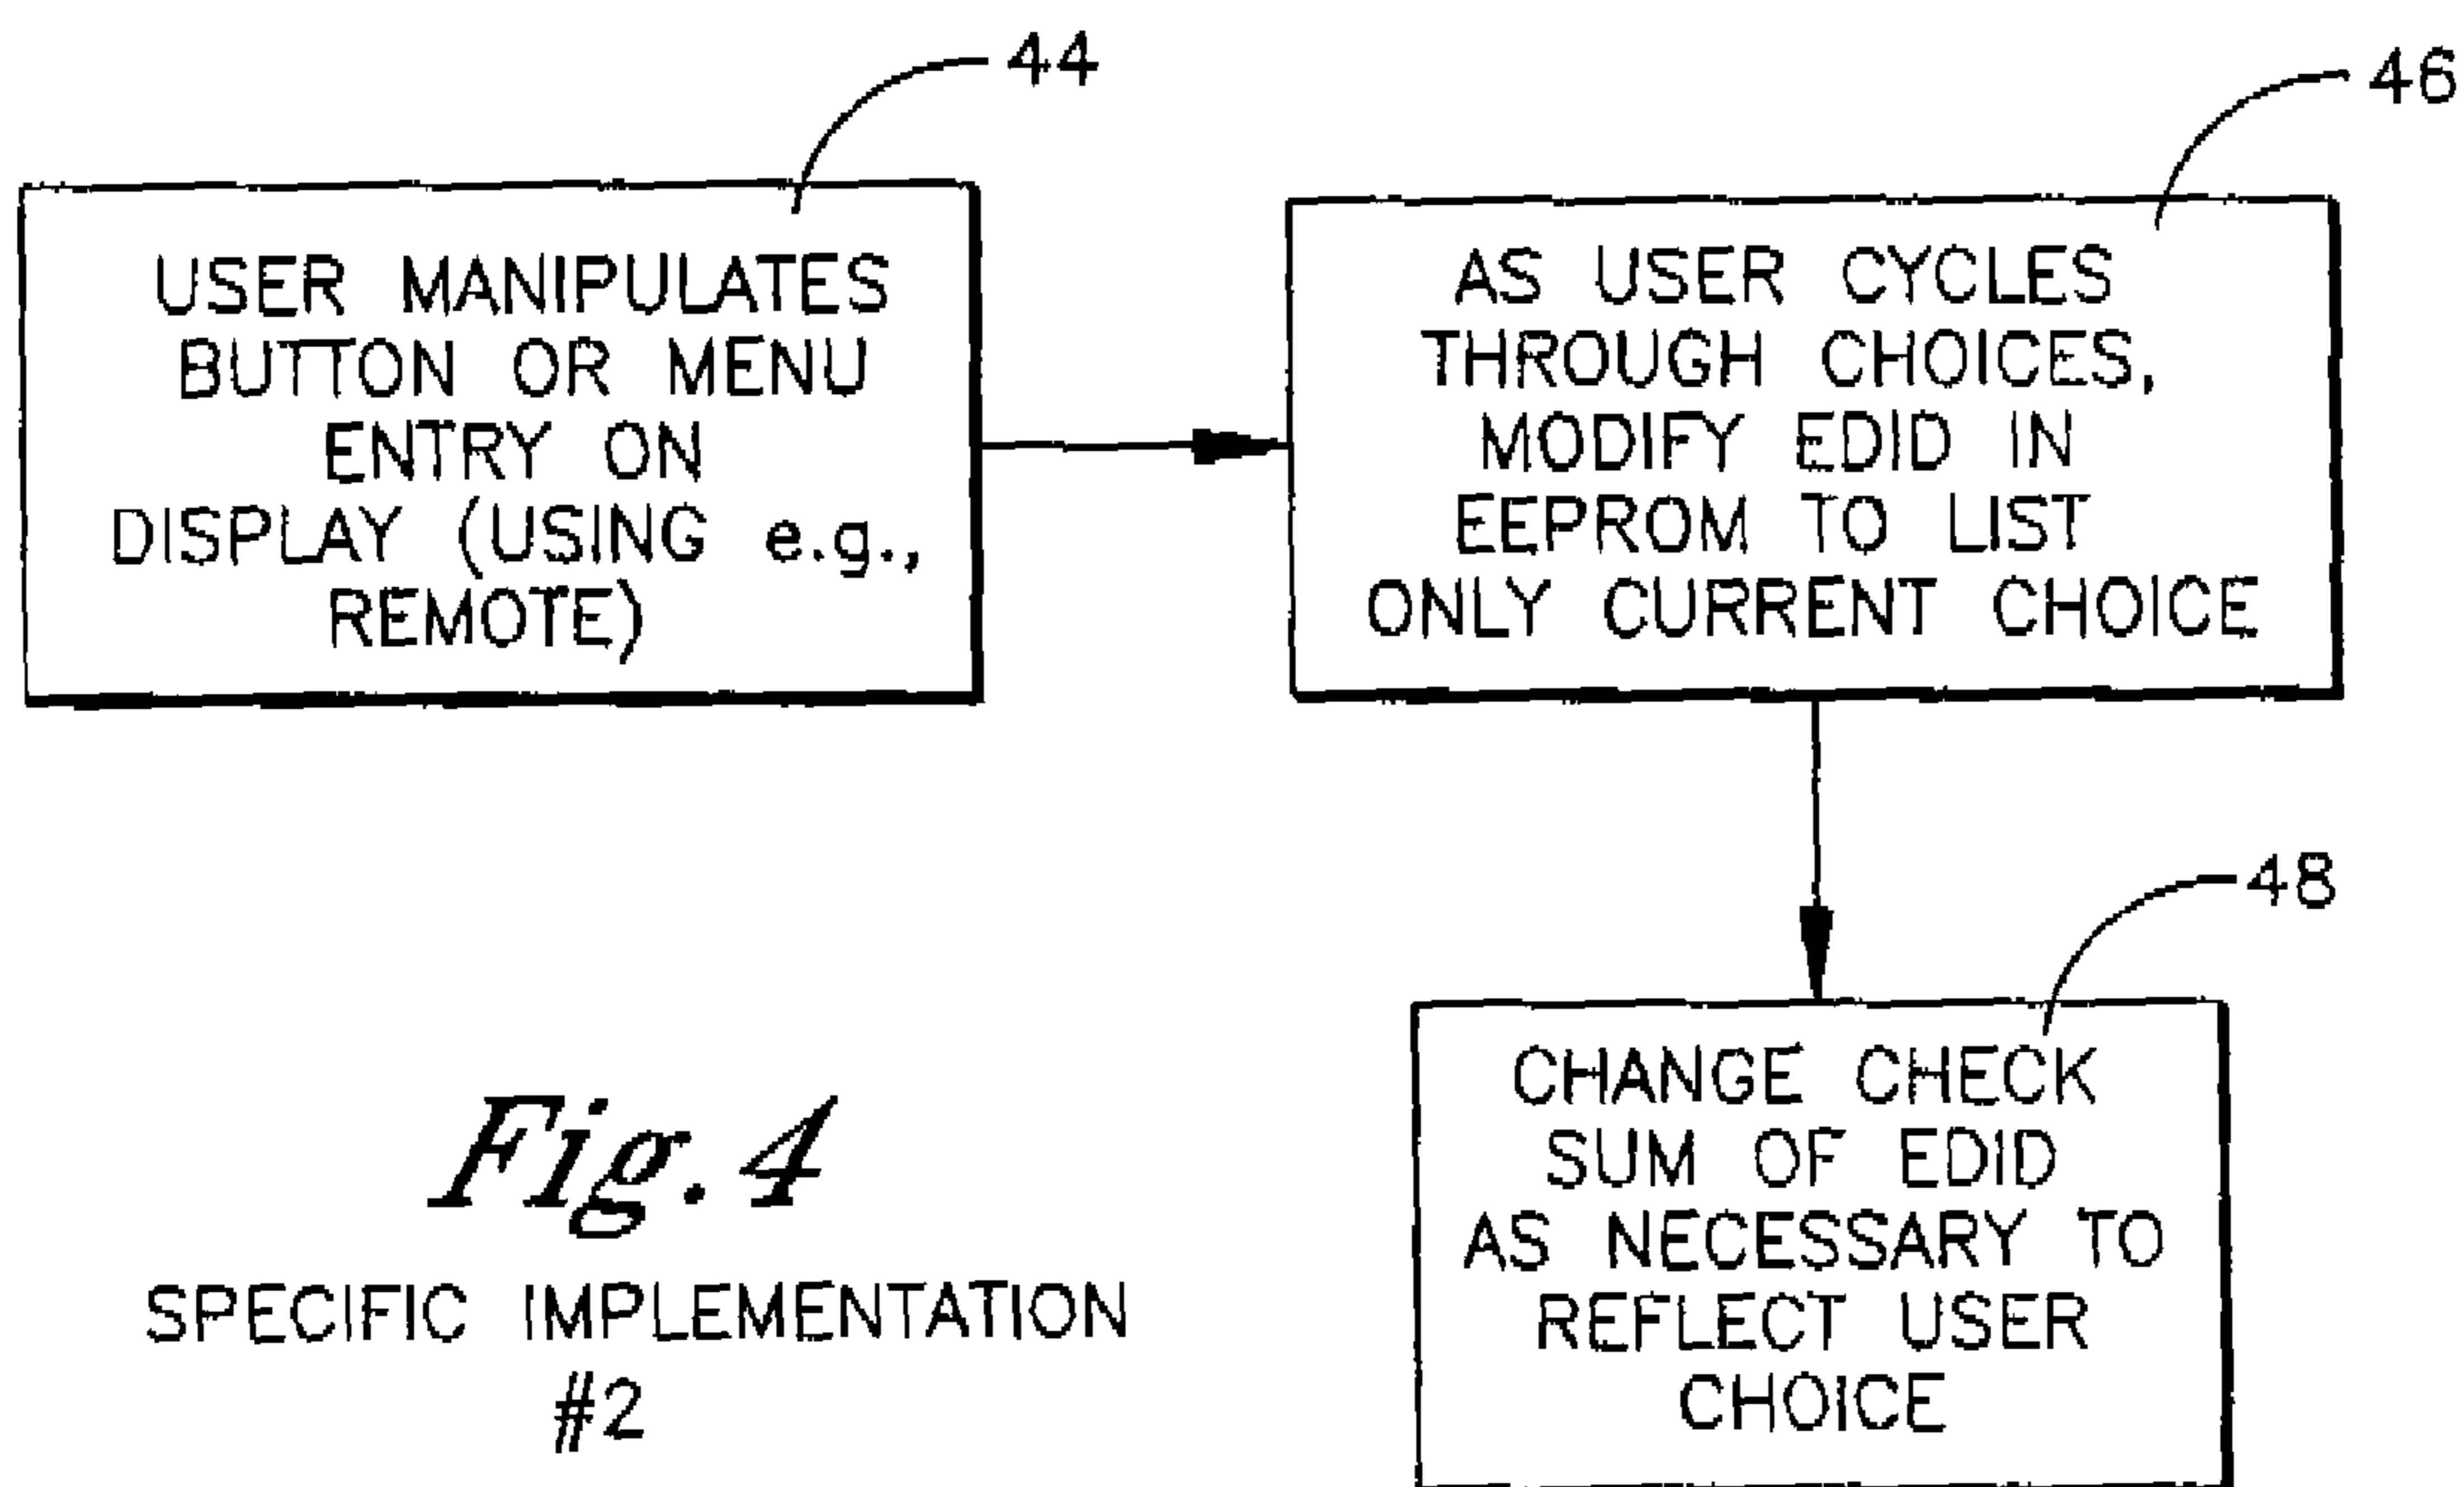 44
USER MANIPULATES
BUTTON OR MENU
ENTRY ON
DISPLAY (USING e.g.,
REMOTE)
46
AS USER CYCLES
THROUGH CHOICES,
MODIFY EDID IN
EEPROM TO LIST
ONLY CURRENT CHOICE
48
CHANGE CHECK
SUM OF EDID
AS NECESSARY TO
REFLECT USER
CHOICE
Fig. 4
SPECIFIC IMPLEMENTATION
#2